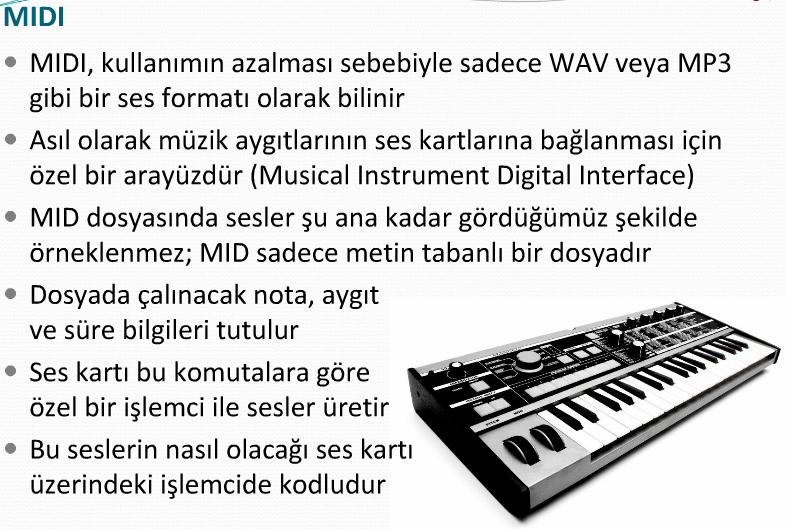 MIDI
• MIDI, kullanımın azalması sebebiyle sadece WAV veya MP3
gibi bir ses formatı olarak bilinir
• Asıl olarak müzik aygıtlarının ses kartlarına bağlanması için
özel bir arayüzdür (Musical Instrument Digital Interface)
• MID dosyasında sesler şu ana kadar gördüğümüz şekilde
örneklenmez; MID sadece metin tabanlı bir dosyadır
• Dosyada çalınacak nota, aygıt
ve süre bilgileri tutulur
• Ses kartı bu komutalara göre
özel bir işlemci ile sesler üretir
• Bu seslerin nasıl olacağı ses kartı
üzerindeki işlemcide kodludur